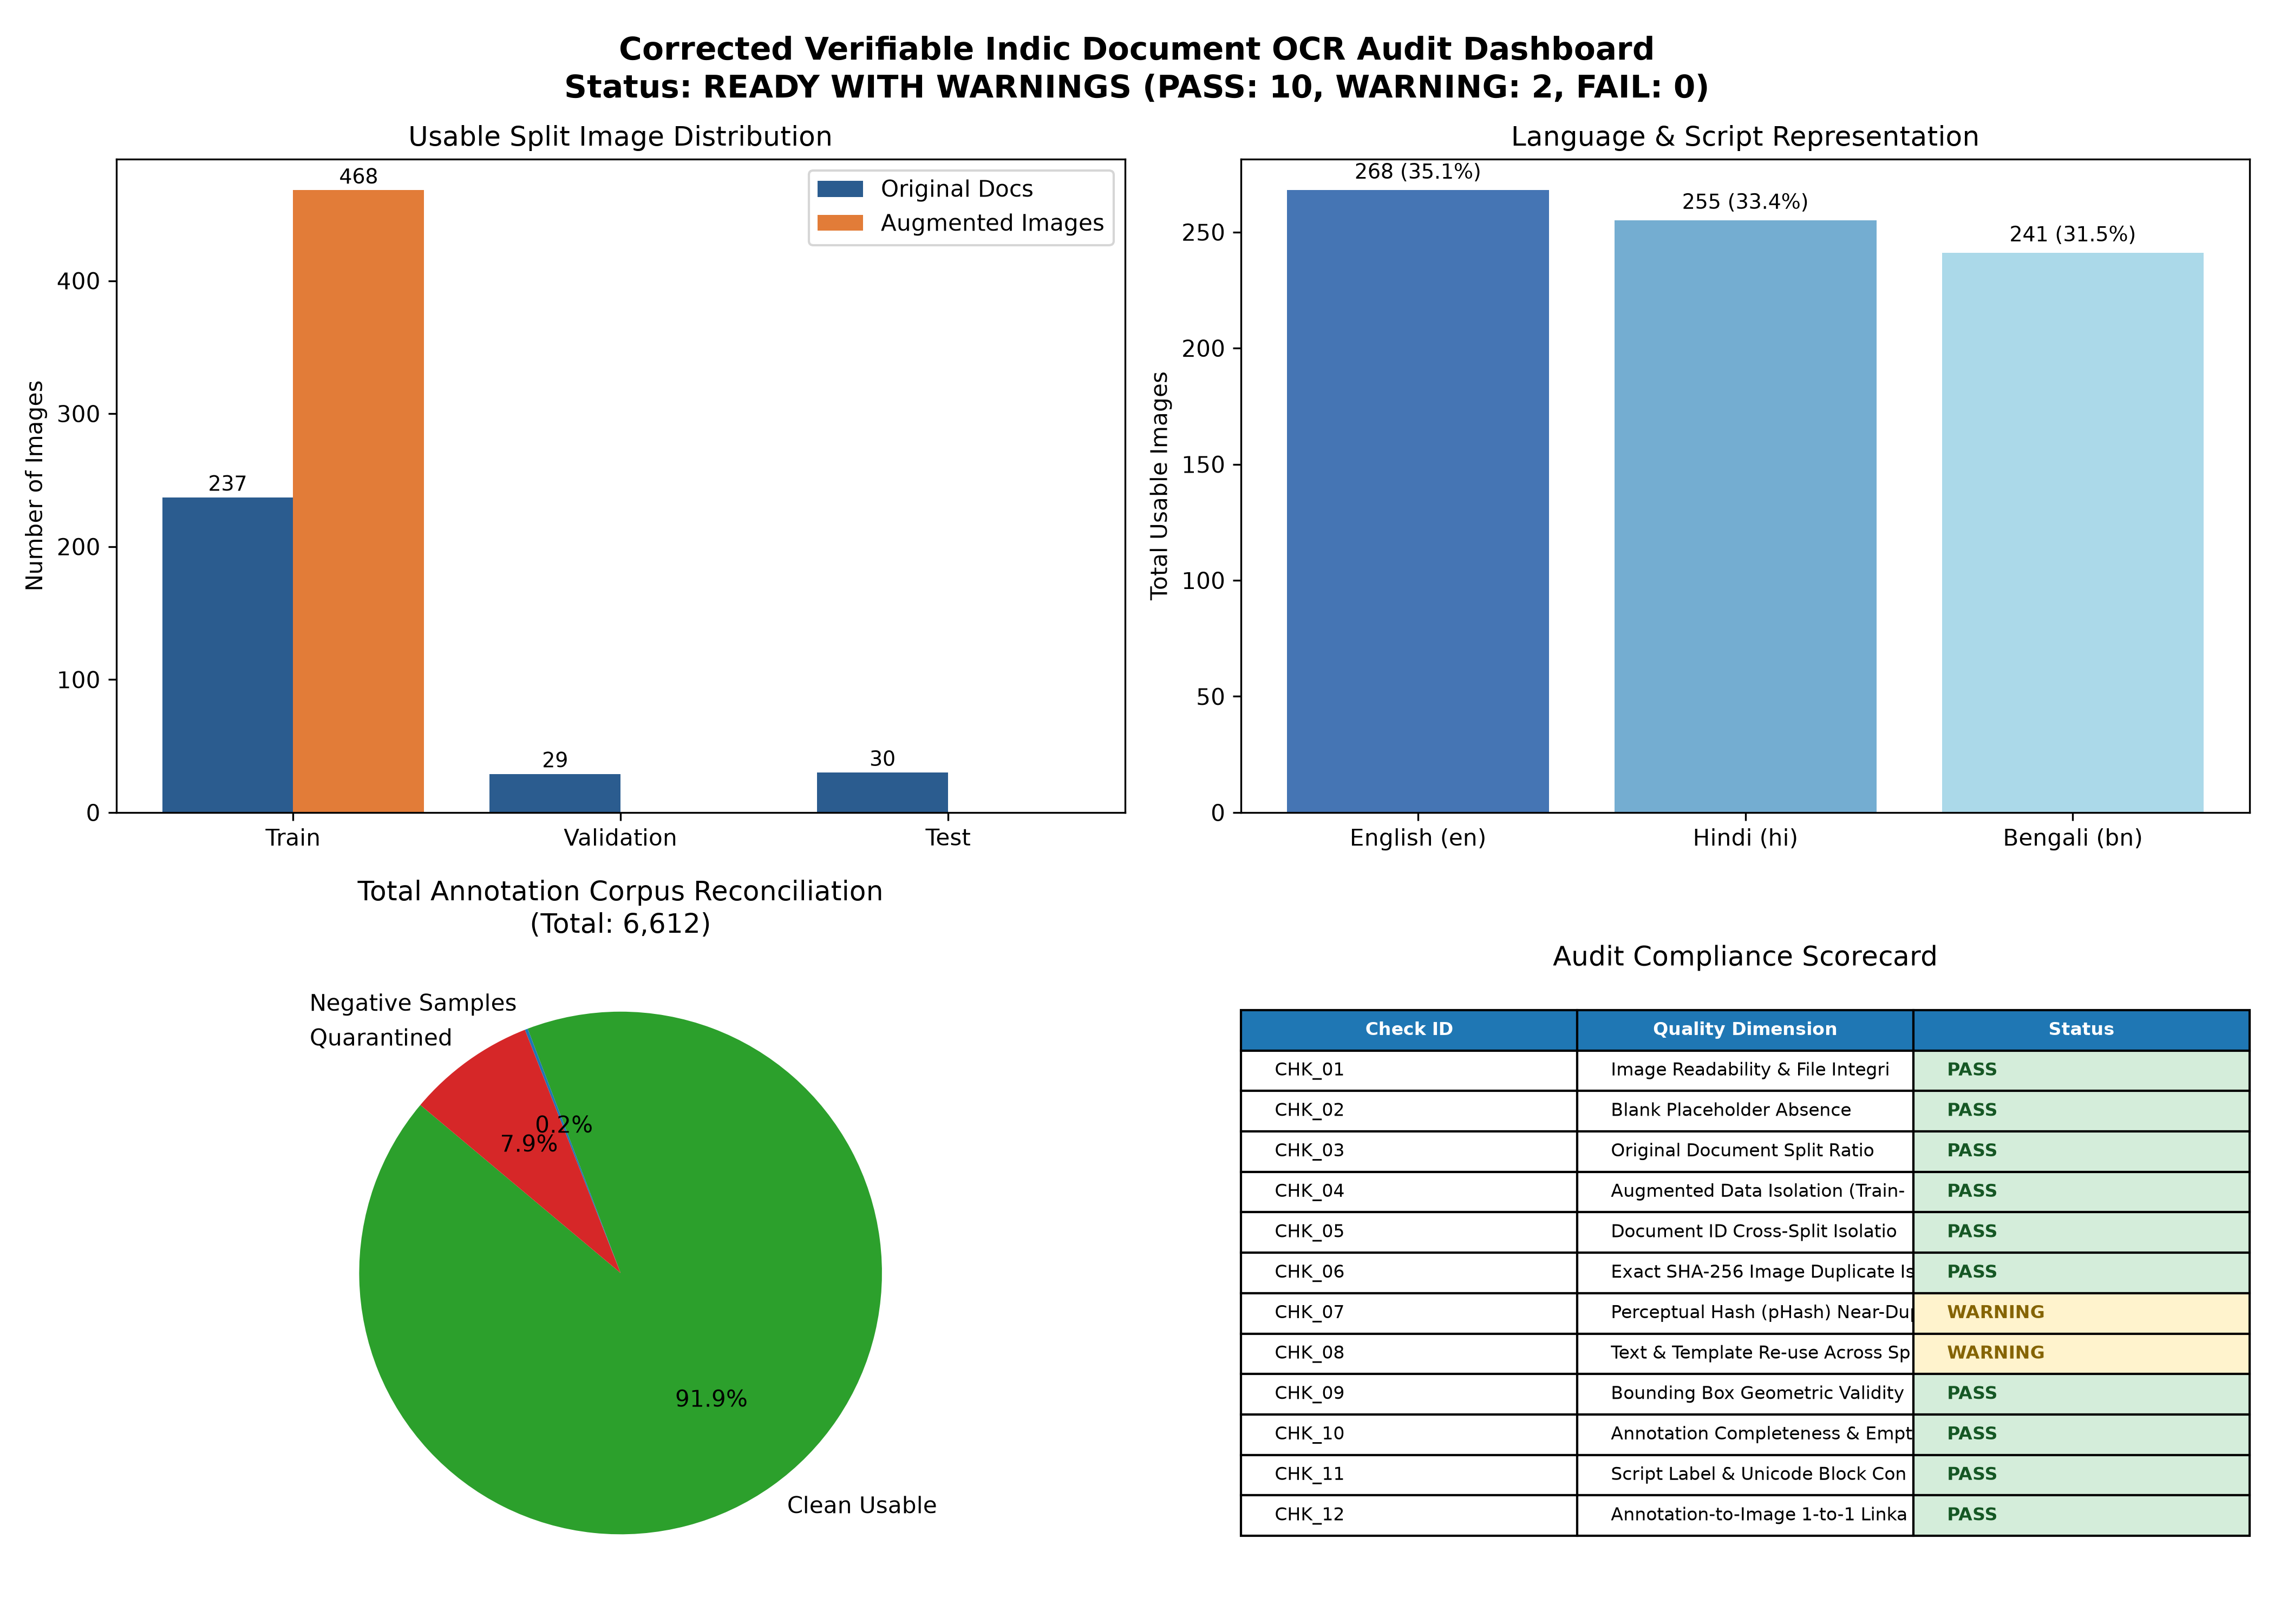 Corrected Verifiable Indic Document OCR Audit Dashboard
Status: READY WITH WARNINGS (PASS: 10, WARNING: 2, FAIL: 0)
Usable Split Image Distribution
Number of Images
400
300
200
100
0
468
237
29
30
Original Docs
Augmented Images
Train
Validation
Test
Language & Script Representation
Total Usable Images
250
200
150
100
50
0
268 (35.1%)
255 (33.4%)
241 (31.5%)
English (en)
Hindi (hi)
Bengali (bn)
Total Annotation Corpus Reconciliation
(Total: 6,612)
Negative Samples
Quarantined
0.2%
7.9%
91.9%
Clean Usable
Audit Compliance Scorecard
Check ID Quality Dimension Status
CHK_01 Image Readability & File Integri PASS
CHK_02 Blank Placeholder Absence PASS
CHK_03 Original Document Split Ratio PASS
CHK_04 Augmented Data Isolation (Train- PASS
CHK_05 Document ID Cross-Split Isolatio PASS
CHK_06 Exact SHA-256 Image Duplicate Is PASS
CHK_07 Perceptual Hash (pHash) Near-Dup WARNING
CHK_08 Text & Template Re-use Across Sp WARNING
CHK_09 Bounding Box Geometric Validity PASS
CHK_10 Annotation Completeness & Empt PASS
CHK_11 Script Label & Unicode Block Con PASS
CHK_12 Annotation-to-Image 1-to-1 Linka PASS